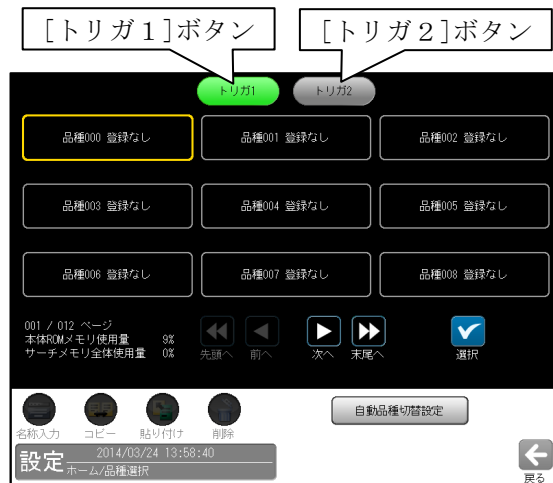 [トリガ１]ボタン
[トリガ２]ボタン
トリガ1
トリガ2
品種000 登録なし
品種001 登録なし
品種002 登録なし
品種003 登録なし
品種004 登録なし
品種005 登録なし
品種006 登録なし
品種007 登録なし
品種008 登録なし
001 / 012 ページ
本体ROMメモリ使用量 9%
サーチメモリ全体使用量 0%
先頭へ
前へ
次へ
末尾へ
選択
名称入力
コピー
貼り付け
削除
自動品種切替設定
設定
2014/03/24 13:58:40
ホーム/品種選択
戻る